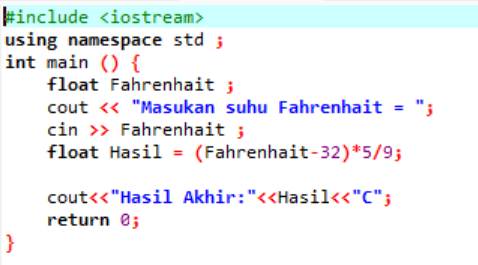 #include <iostream>
using namespace std ;
int main () {
    float Fahrenhait ;
    cout << "Masukan suhu Fahrenhait = ";
    cin >> Fahrenhait ;
    float Hasil = (Fahrenhait-32)*5/9;

    cout<<"Hasil Akhir:"<<Hasil<<"C";
    return 0;
}